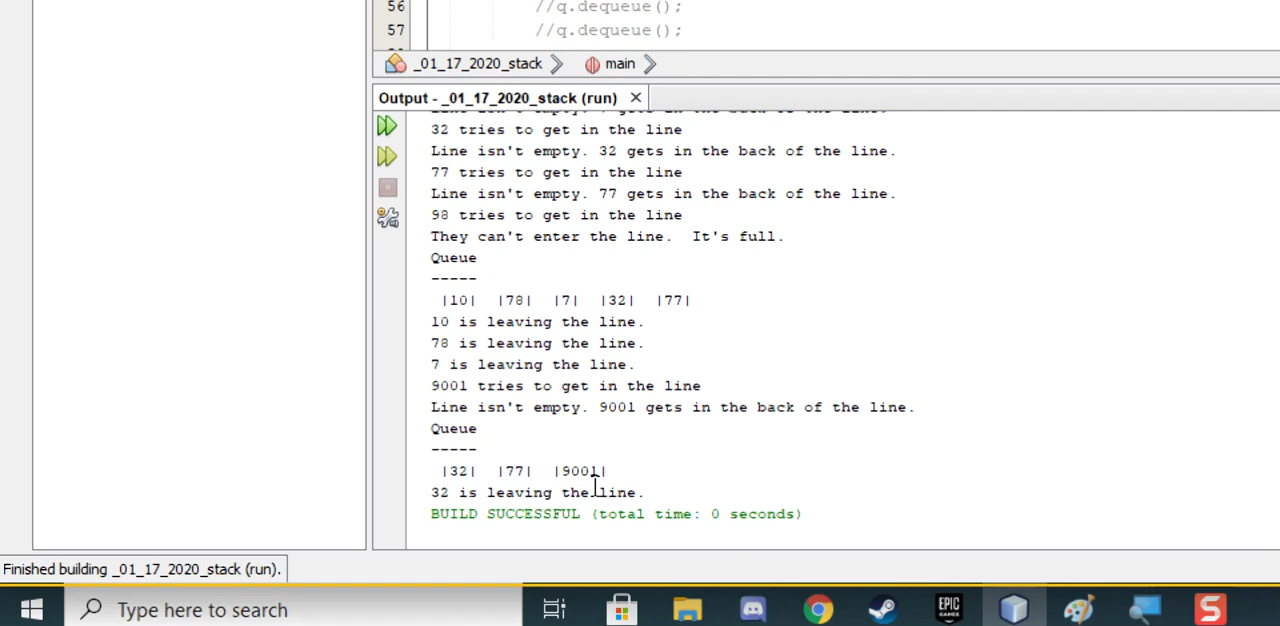 56 //q.dequeue();
57 //q.dequeue();
_01_17_2020_stack main
Output - _01_17_2020_stack (run) ×
32 tries to get in the line
Line isn't empty. 32 gets in the back of the line.
77 tries to get in the line
Line isn't empty. 77 gets in the back of the line.
98 tries to get in the line
They can't enter the line.  It's full.
Queue
-----
|10|  |78|  |7|  |32|  |77|
10 is leaving the line.
78 is leaving the line.
7 is leaving the line.
9001 tries to get in the line
Line isn't empty. 9001 gets in the back of the line.
Queue
-----
|32|  |77|  |9001|
32 is leaving the line.
BUILD SUCCESSFUL (total time: 0 seconds)
Finished building _01_17_2020_stack (run).
Type here to search
EPIC
GAMES
S